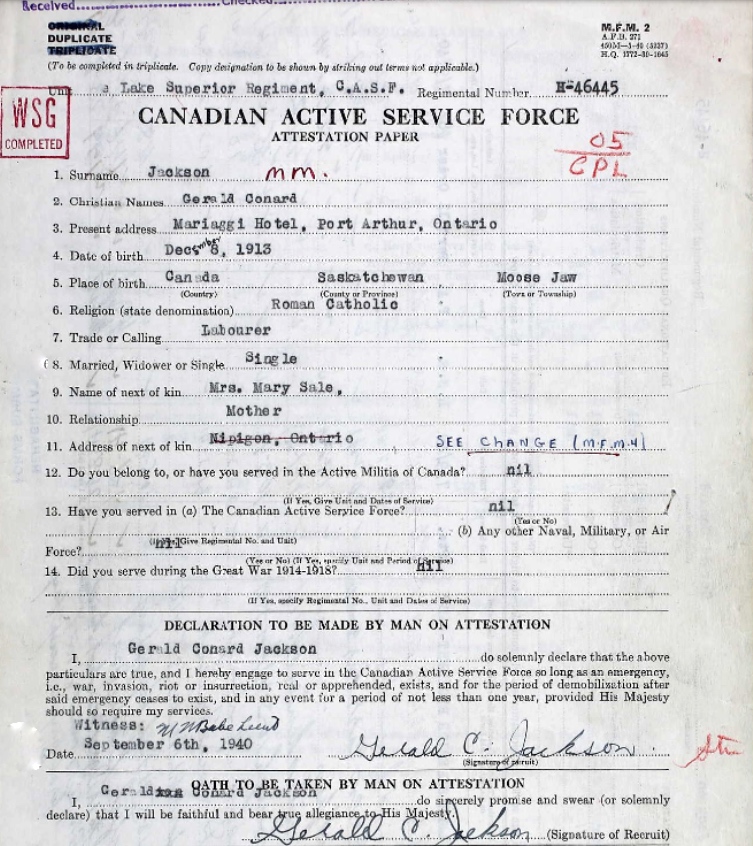 Received Checked
ORIGINAL
DUPLICATE
TRIPLICATE
M.F.M. 2
A.F.B. 271
H.Q. 1772-39-1645
(To be completed in triplicate. Copy designation to be shown by striking out terms not applicable.)
Unit Lake Superior Regiment, C.A.S.F. Regimental Number H-46445
WSG
COMPLETED
CANADIAN ACTIVE SERVICE FORCE
ATTESTATION PAPER
05
CPL
1. Surname Jackson MM.
2. Christian Names Gerald Conard
3. Present address Mariaggi Hotel, Port Arthur, Ontario
4. Date of birth December 8, 1913
5. Place of birth Canada Saskatchewan Moose Jaw
(Country) (County or Province) (Town or Township)
6. Religion (state denomination) Roman Catholic
7. Trade or Calling Labourer
8. Married, Widower or Single Single
9. Name of next of kin Mrs. Mary Sale,
10. Relationship Mother
11. Address of next of kin Nipigon, Ontario SEE CHANGE (M.F.M.4)
12. Do you belong to, or have you served in the Active Militia of Canada? nil
(If Yes, Give Unit and Dates of Service)
13. Have you served in (a) The Canadian Active Service Force? nil
(Yes or No)
(b) Any other Naval, Military, or Air
nil Give Regimental No. and Unit)
Force?
(Yes or No) (If Yes, specify Unit and Period of Service)
14. Did you serve during the Great War 1914-1918? nil
(If Yes, specify Regimental No., Unit and Dates of Service)
DECLARATION TO BE MADE BY MAN ON ATTESTATION
I, Gerald Conard Jackson do solemnly declare that the above
particulars are true, and I hereby engage to serve in the Canadian Active Service Force so long as an emergency,
i.e., war, invasion, riot or insurrection, real or apprehended, exists, and for the period of demobilization after
said emergency ceases to exist, and in any event for a period of not less than one year, provided His Majesty
should so require my services.
Witness:
Date September 6th, 1940 Gerald C. Jackson
(Signature of Recruit)
OATH TO BE TAKEN BY MAN ON ATTESTATION
I, Gerald Conard Jackson do sincerely promise and swear (or solemnly
declare) that I will be faithful and bear true allegiance to His Majesty.
Gerald C. Jackson (Signature of Recruit)